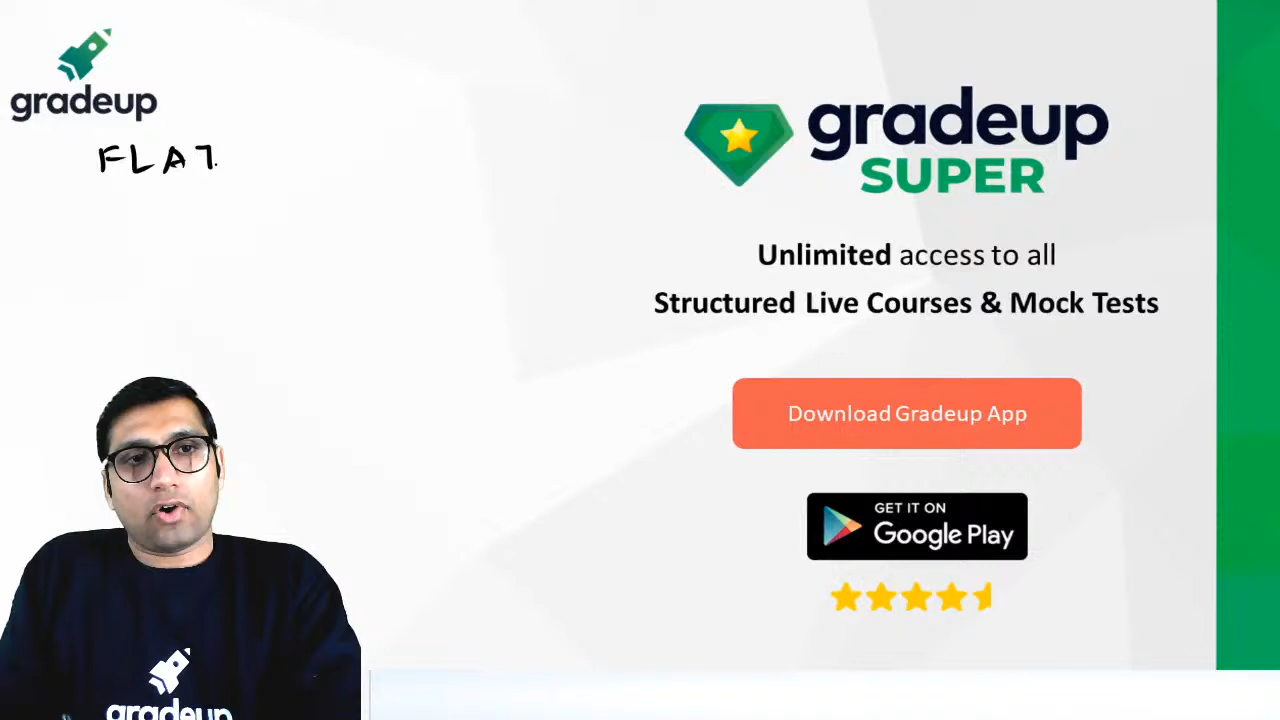 gradeup
FLAT
gradeup
SUPER
Unlimited access to all
Structured Live Courses & Mock Tests
Download Gradeup App
GET IT ON
Google Play
gradeup